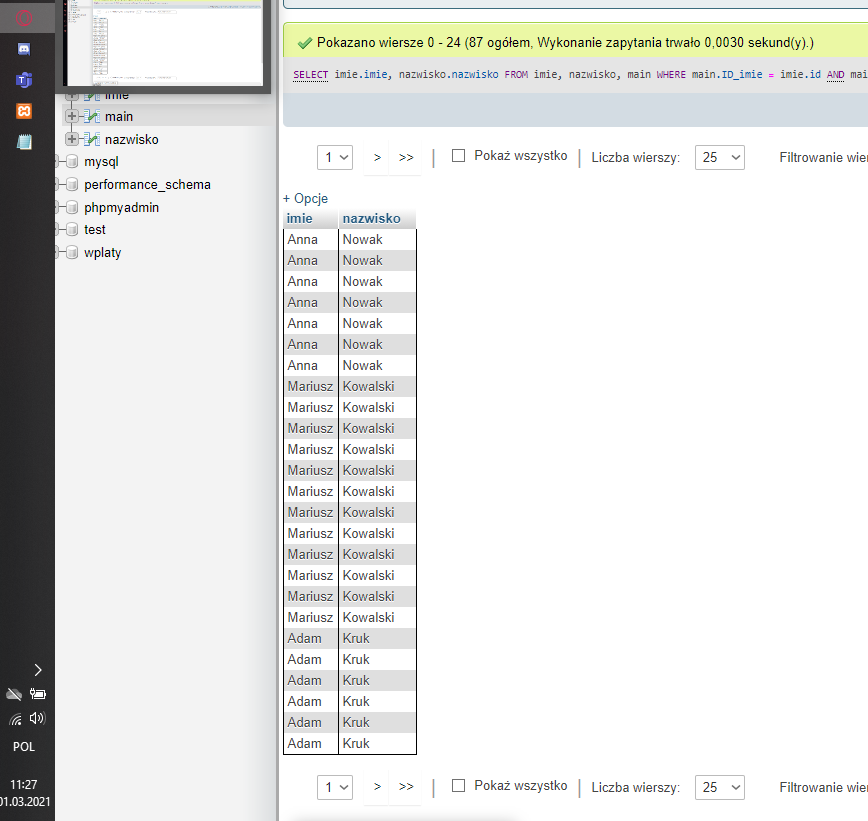 imie
main
nazwisko
mysql
performance_schema
phpmyadmin
test
wplaty
Pokazano wiersze 0 - 24 (87 ogółem, Wykonanie zapytania trwało 0,0030 sekund(y).)
SELECT imie.imie, nazwisko.nazwisko FROM imie, nazwisko, main WHERE main.ID_imie = imie.id AND mai
1 > >> | Pokaż wszystko | Liczba wierszy: 25 Filtrowanie wier
+ Opcje
imie nazwisko
Anna Nowak
Anna Nowak
Anna Nowak
Anna Nowak
Anna Nowak
Anna Nowak
Anna Nowak
Mariusz Kowalski
Mariusz Kowalski
Mariusz Kowalski
Mariusz Kowalski
Mariusz Kowalski
Mariusz Kowalski
Mariusz Kowalski
Mariusz Kowalski
Mariusz Kowalski
Mariusz Kowalski
Mariusz Kowalski
Mariusz Kowalski
Adam Kruk
Adam Kruk
Adam Kruk
Adam Kruk
Adam Kruk
Adam Kruk
1 > >> | Pokaż wszystko | Liczba wierszy: 25 Filtrowanie wier
POL
11:27
01.03.2021